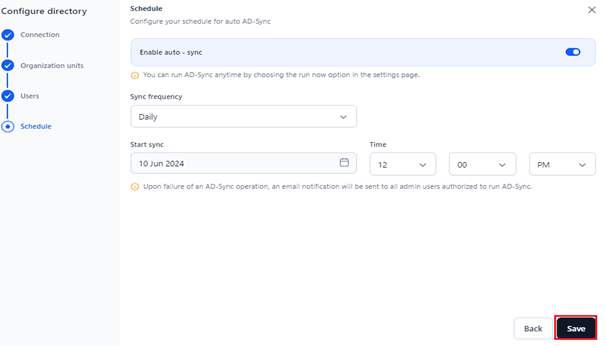 Configure directory
Connection
Organization units
Users
Schedule
Schedule
Configure your schedule for auto AD-Sync
Enable auto - sync
You can run AD-Sync anytime by choosing the run now option in the settings page.
Sync frequency
Daily
Start sync
Time
10 Jun 2024
12
00
PM
Upon failure of an AD-Sync operation, an email notification will be sent to all admin users authorized to run AD-Sync.
Back
Save